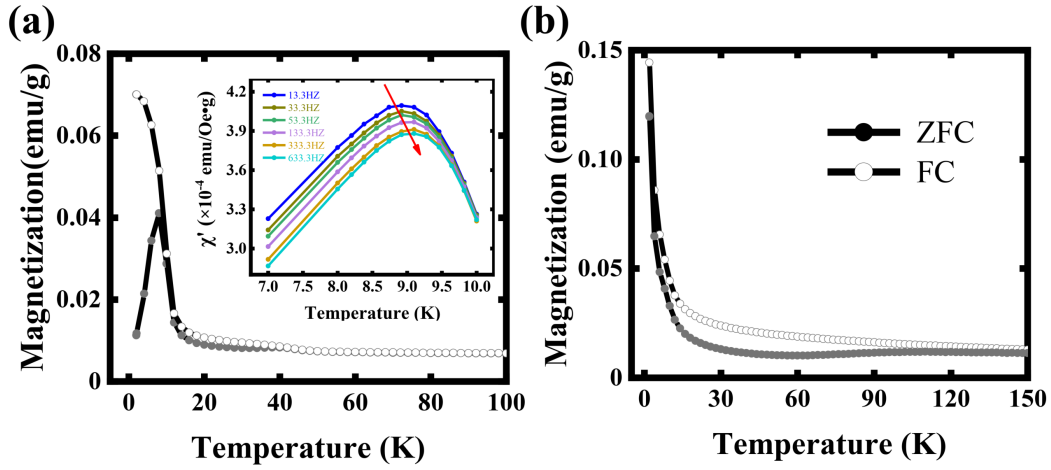 (a)
0.08
0.06
0.04
0.02
0
Magnetization(emu/g)
0 20 40 60 80 100
Temperature (K)
4.2
3.9
3.6
3.3
3.0
χ' (×10⁻⁴ emu/Oe•g)
13.3HZ
33.3HZ
53.3HZ
133.3HZ
333.3HZ
633.3HZ
7.0 7.5 8.0 8.5 9.0 9.5 10.0
Temperature (K)
(b)
0.15
0.10
0.05
0
Magnetization (emu/g)
ZFC
FC
0 30 60 90 120 150
Temperature (K)